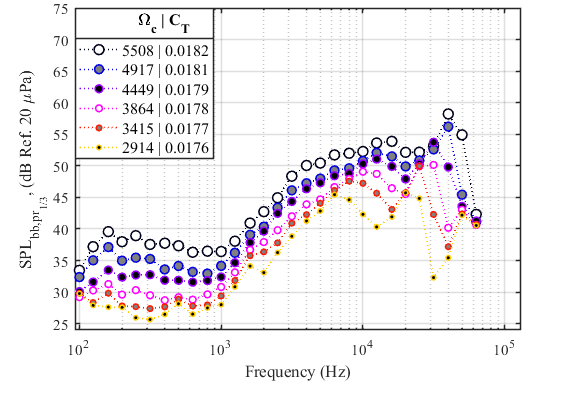 75
70
65
60
55
50
45
40
35
30
25
SPL_bb,pr 1/3, (dB Ref. 20 μPa)
Ω_c | C_T
5508 | 0.0182
4917 | 0.0181
4449 | 0.0179
3864 | 0.0178
3415 | 0.0177
2914 | 0.0176
10^2
10^3
10^4
10^5
Frequency (Hz)